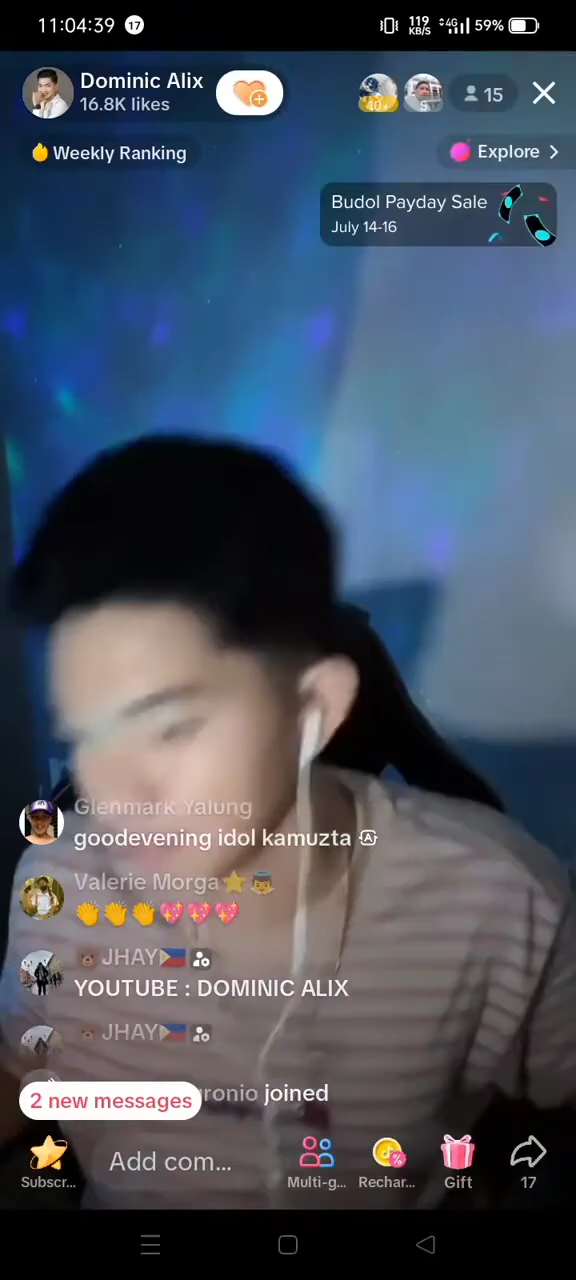 11:04:39 17 119 KB/S 4G 59%
Dominic Alix
16.8K likes
40+ 5 15
Weekly Ranking
Explore
Budol Payday Sale
July 14-16
Glenmark Yalung
goodevening idol kamuzta
Valerie Morga⭐
👏👏👏💖💖💖
🐻JHAY🇵🇭
YOUTUBE : DOMINIC ALIX
🐻JHAY🇵🇭
joined
2 new messages
Add com...
Subscr... Multi-g... Rechar... Gift 17